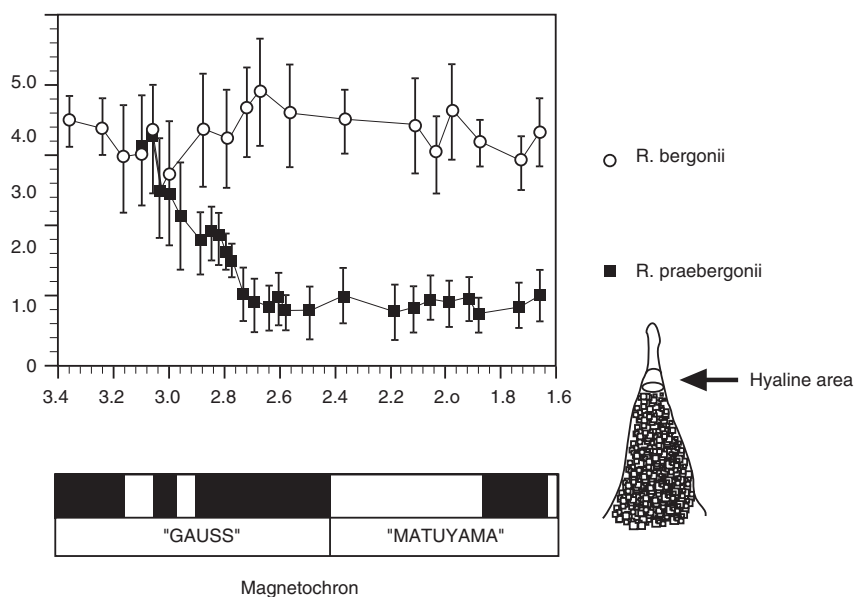 5.0
4.0
3.0
2.0
1.0
0
3.4 3.2 3.0 2.8 2.6 2.4 2.2 2.o 1.8 1.6
R. bergonii
R. praebergonii
Hyaline area
"GAUSS" "MATUYAMA"
Magnetochron